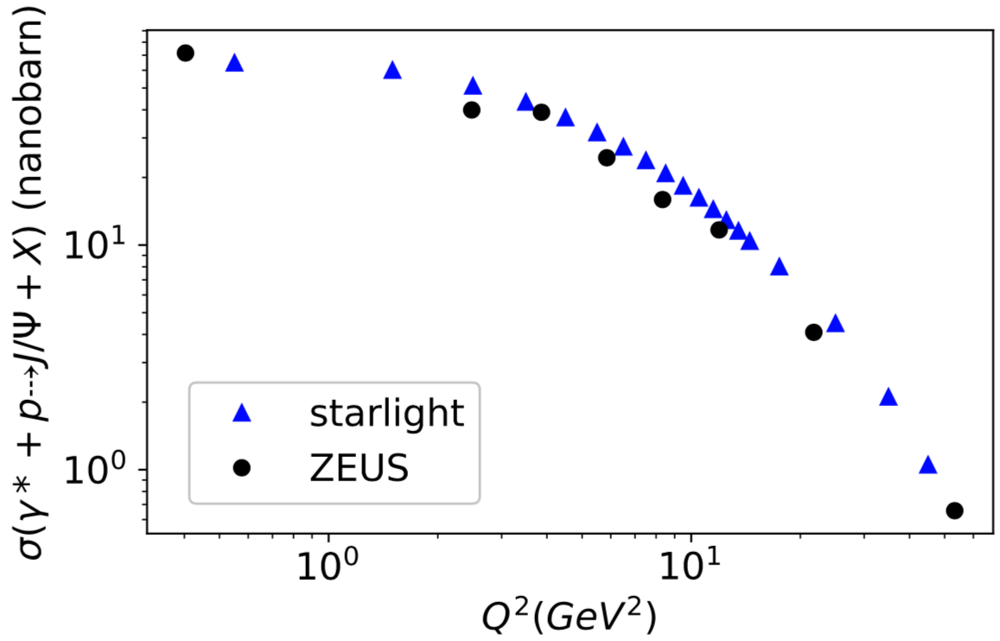 σ(γ* + p⇢J/Ψ + X) (nanobarn)
10¹
10⁰
starlight
ZEUS
10⁰ 10¹
Q²(GeV²)